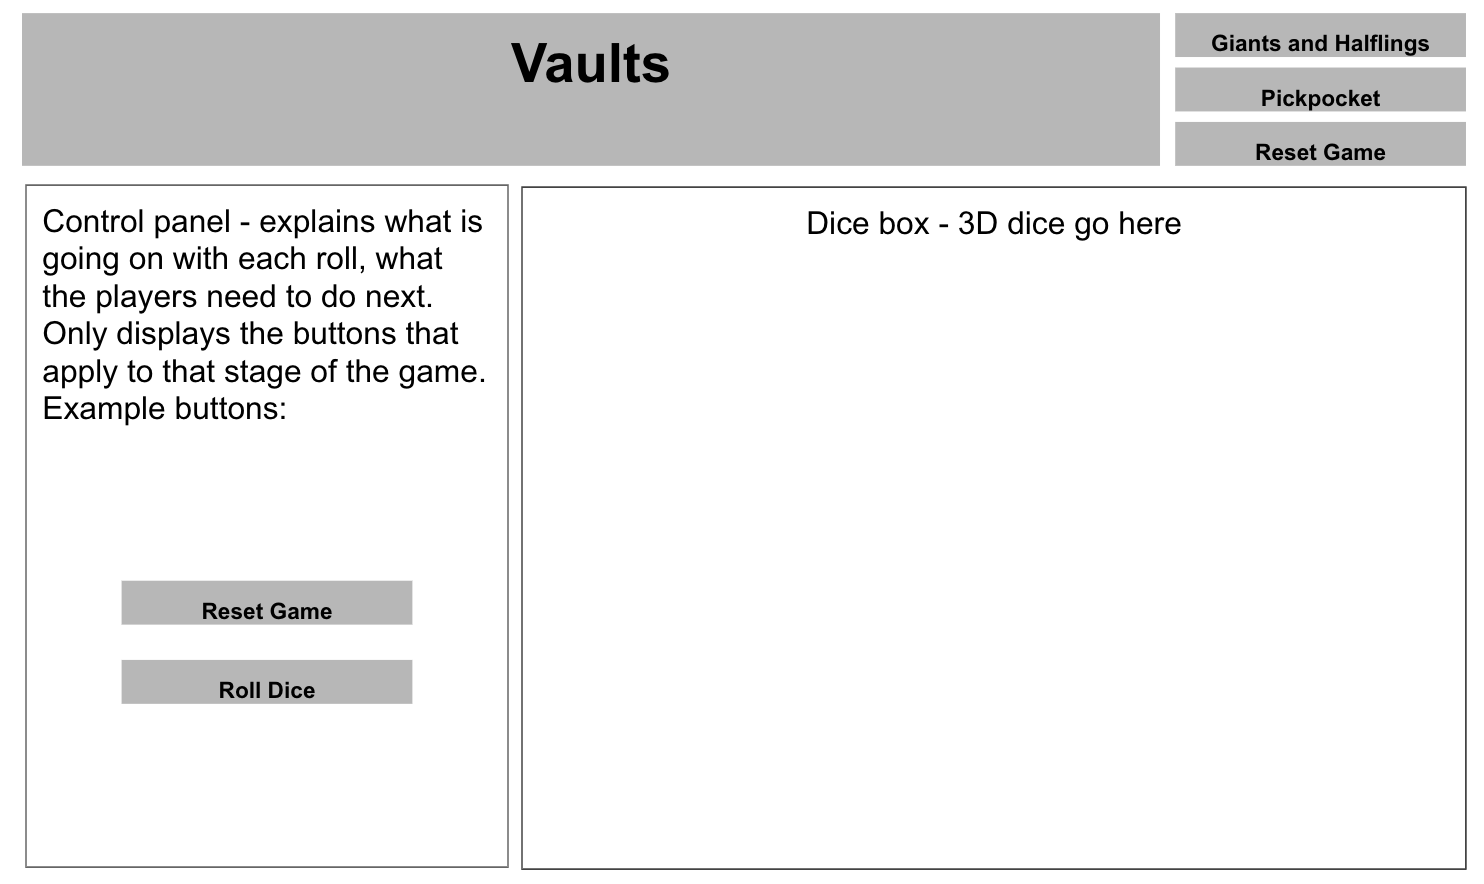 Vaults
Giants and Halflings
Pickpocket
Reset Game
Control panel - explains what is
going on with each roll, what
the players need to do next.
Only displays the buttons that
apply to that stage of the game.
Example buttons:
Reset Game
Roll Dice
Dice box - 3D dice go here